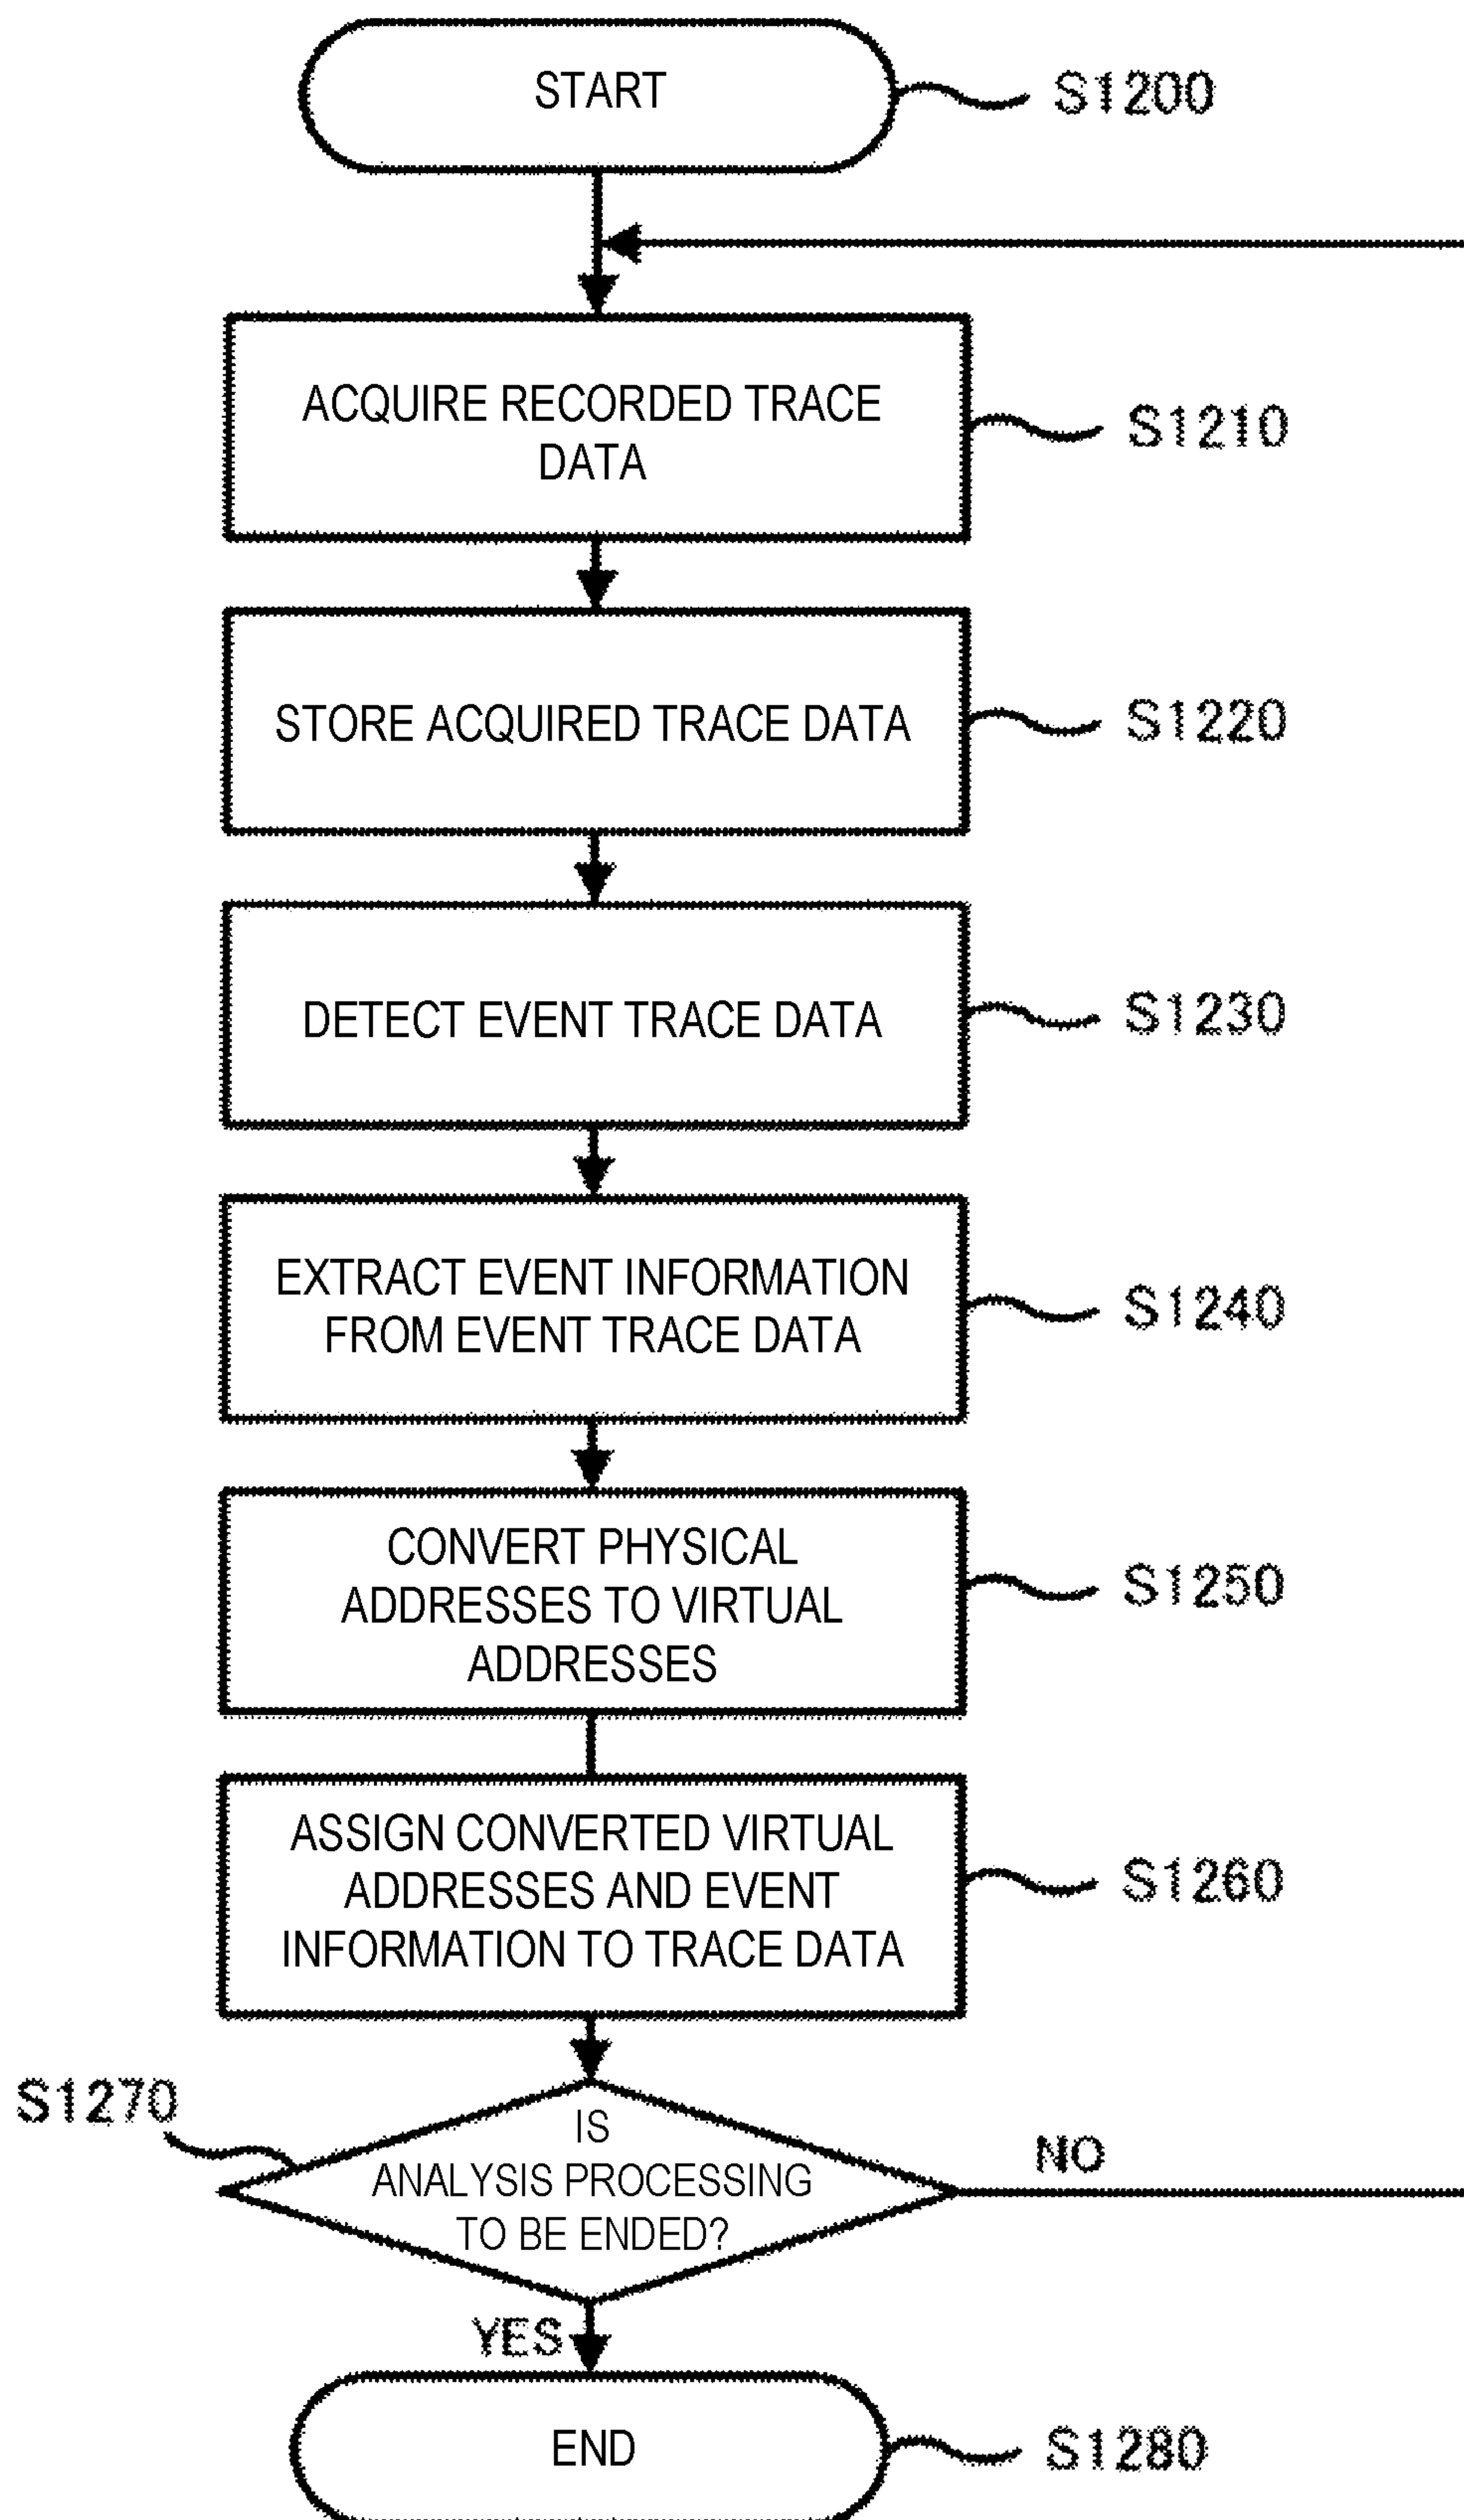 START
S1200
ACQUIRE RECORDED TRACE
DATA
S1210
STORE ACQUIRED TRACE DATA
S1220
DETECT EVENT TRACE DATA
S1230
EXTRACT EVENT INFORMATION
FROM EVENT TRACE DATA
S1240
CONVERT PHYSICAL
ADDRESSES TO VIRTUAL
ADDRESSES
S1250
ASSIGN CONVERTED VIRTUAL
ADDRESSES AND EVENT
INFORMATION TO TRACE DATA
S1260
S1270
IS
ANALYSIS PROCESSING
TO BE ENDED?
NO
YES
END
S1280